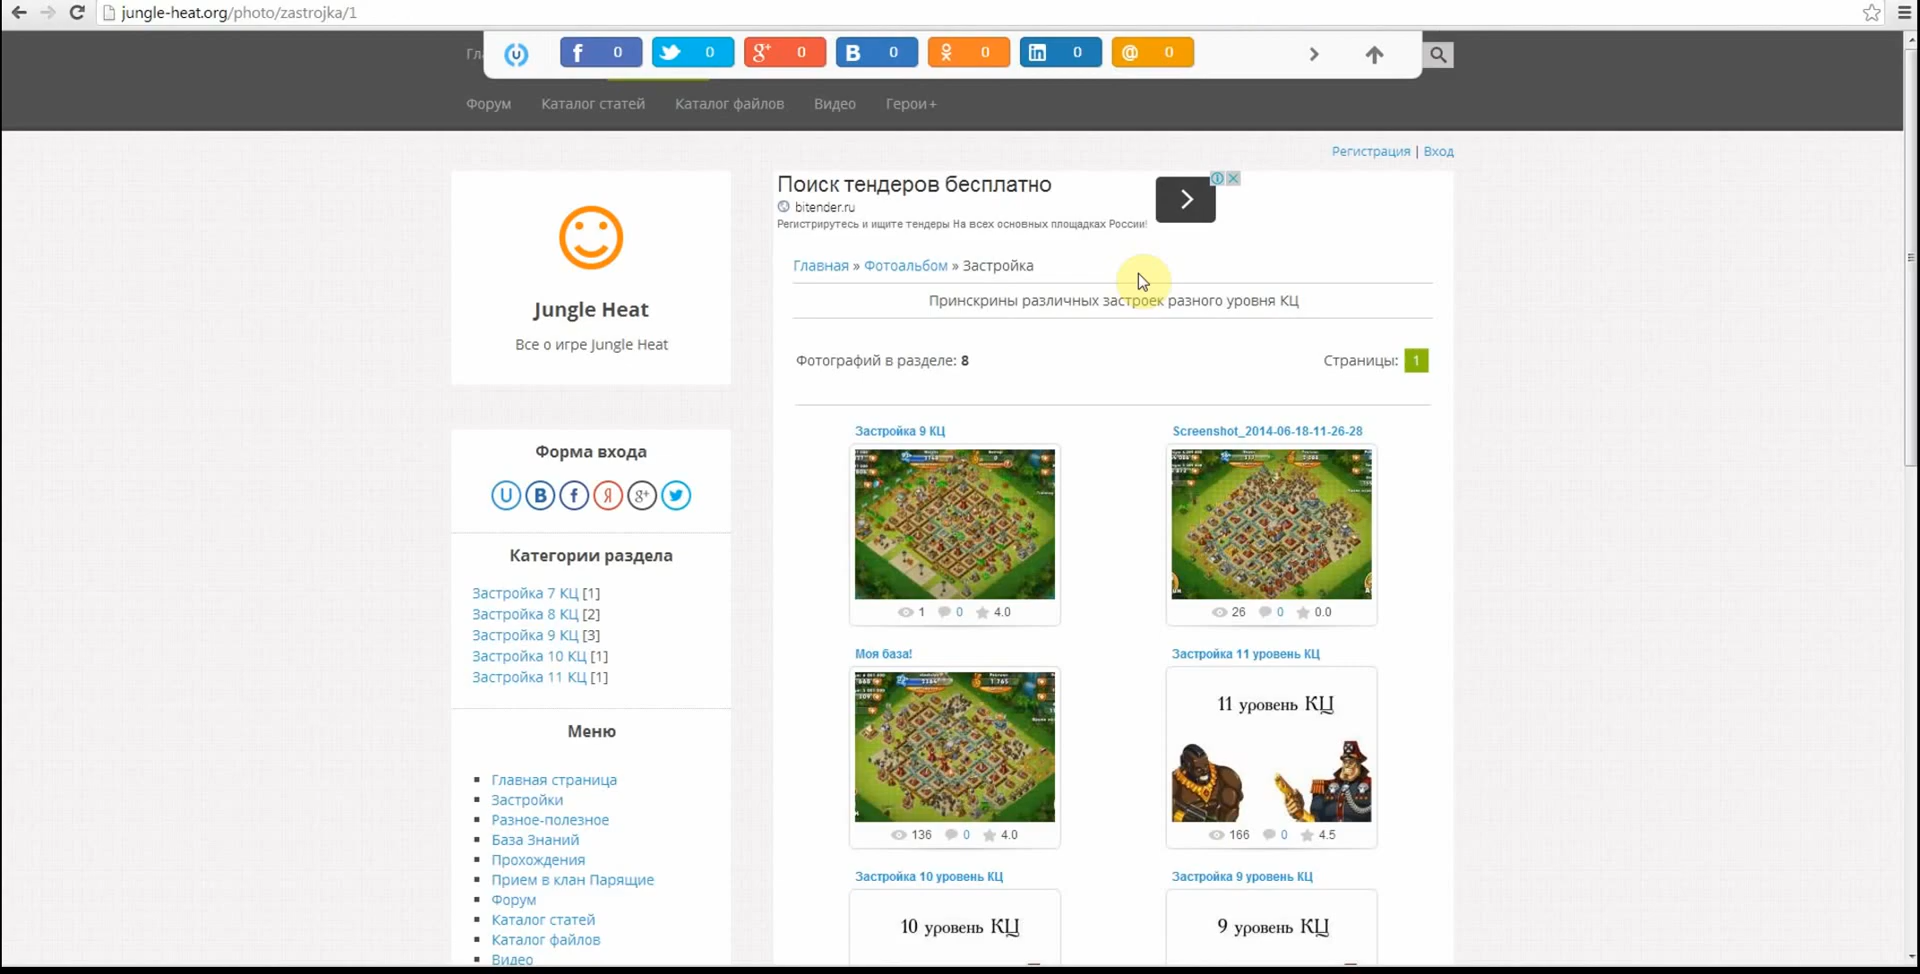 jungle-heat.org/photo/zastrojka/1
f 0
0
g+ 0
B 0
0
in 0
@ 0
Форум Каталог статей Каталог файлов Видео Герои+
Регистрация | Вход
Jungle Heat
Все о игре Jungle Heat
Форма входа
U B f Я g+
Категории раздела
Застройка 7 КЦ [1]
Застройка 8 КЦ [2]
Застройка 9 КЦ [3]
Застройка 10 КЦ [1]
Застройка 11 КЦ [1]
Меню
Главная страница
Застройки
Разное-полезное
База Знаний
Прохождения
Прием в клан Парящие
Форум
Каталог статей
Каталог файлов
Видео
Поиск тендеров бесплатно
bitender.ru
Регистрируетесь и ищите тендеры На всех основных площадках России!
Главная » Фотоальбом » Застройка
Принскрины различных застроек разного уровня КЦ
Фотографий в разделе: 8
Страницы: 1
Застройка 9 КЦ
1 0 4.0
Screenshot_2014-06-18-11-26-28
26 0 0.0
Моя база!
136 0 4.0
Застройка 11 уровень КЦ
11 уровень КЦ
166 0 4.5
Застройка 10 уровень КЦ
10 уровень КЦ
Застройка 9 уровень КЦ
9 уровень КЦ